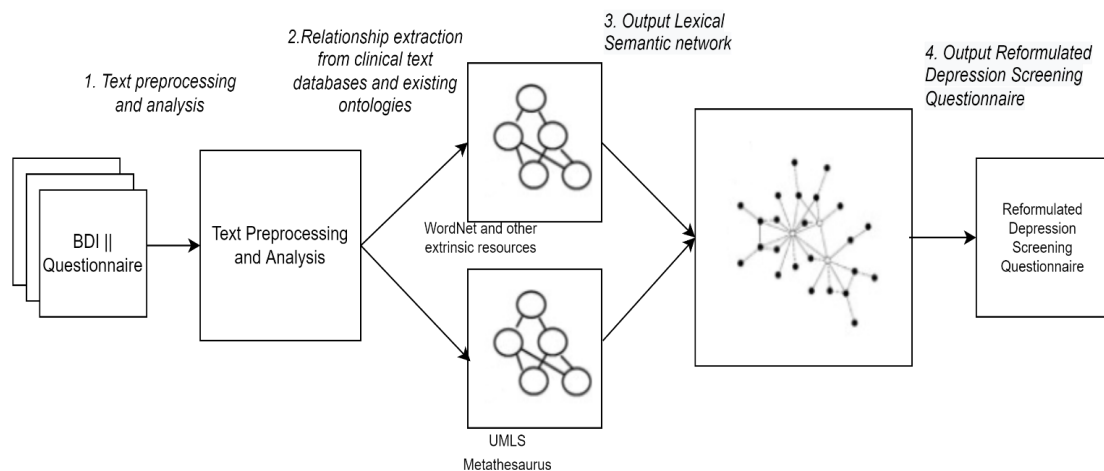 1. Text preprocessing
and analysis
2.Relationship extraction
from clinical text
databases and existing
ontologies
3. Output Lexical
Semantic network
4. Output Reformulated
Depression Screening
Questionnaire
BDI ||
Questionnaire
Text Preprocessing
and Analysis
WordNet and other
extrinsic resources
UMLS
Metathesaurus
Reformulated
Depression
Screening
Questionnaire